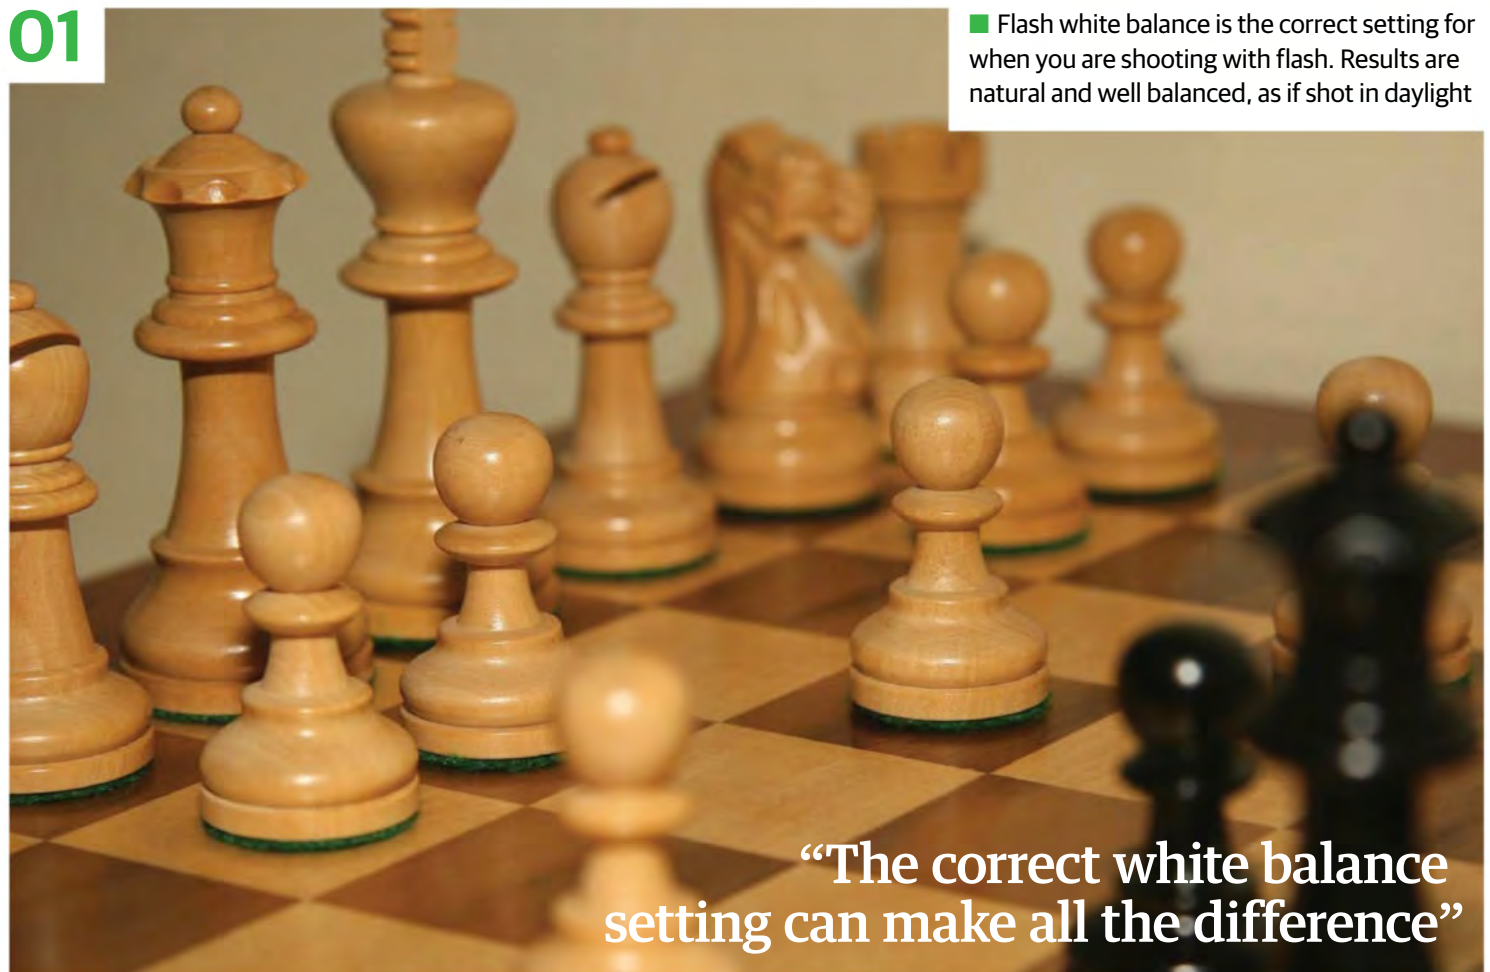 01
Flash white balance is the correct setting for
when you are shooting with flash. Results are
natural and well balanced, as if shot in daylight
“The correct white balance
setting can make all the difference”